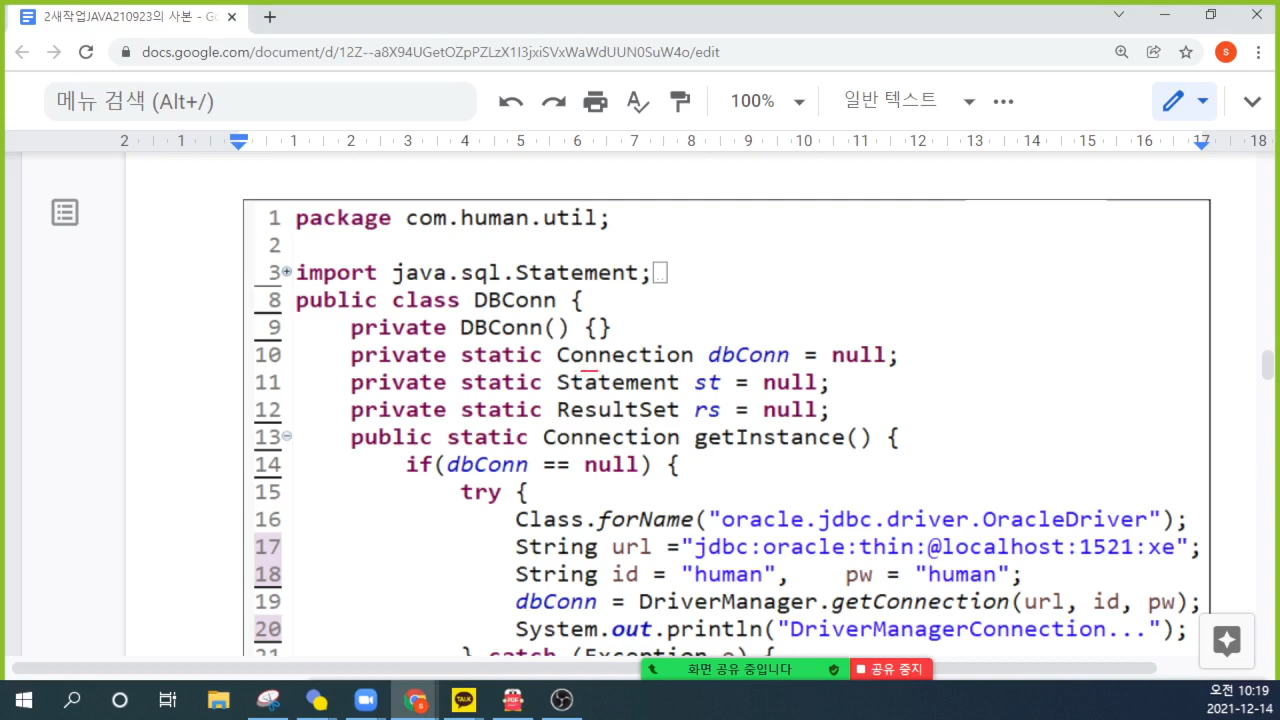 2새작업JAVA210923의 사본 - Go
docs.google.com/document/d/12Z--a8X94UGetOZpPZLzX1I3jxiSVxWaWdUUN0SuW4o/edit
S
메뉴 검색 (Alt+/)
100%
일반 텍스트
2 1 1 2 3 4 5 6 7 8 9 10 11 12 13 14 15 16 17 18
1 package com.human.util;
2
3 import java.sql.Statement;
8 public class DBConn {
9 private DBConn() {}
10 private static Connection dbConn = null;
11 private static Statement st = null;
12 private static ResultSet rs = null;
13 public static Connection getInstance() {
14 if(dbConn == null) {
15 try {
16 Class.forName("oracle.jdbc.driver.OracleDriver");
17 String url ="jdbc:oracle:thin:@localhost:1521:xe";
18 String id = "human", pw = "human";
19 dbConn = DriverManager.getConnection(url, id, pw);
20 System.out.println("DriverManagerConnection...");
21 } catch (Exception e) {
화면 공유 중입니다 공유 중지
TALK
오전 10:19
2021-12-14